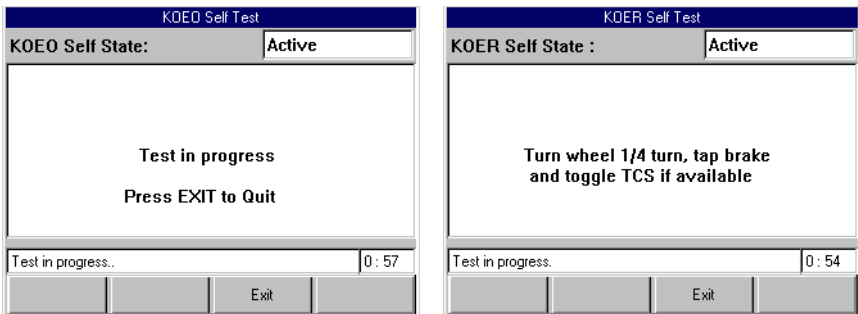 KOEO Self Test
KOEO Self State: Active
Test in progress
Press EXIT to Quit
Test in progress.. 0 : 57
Exit
KOER Self Test
KOER Self State : Active
Turn wheel 1/4 turn, tap brake
and toggle TCS if available
Test in progress. 0 : 54
Exit